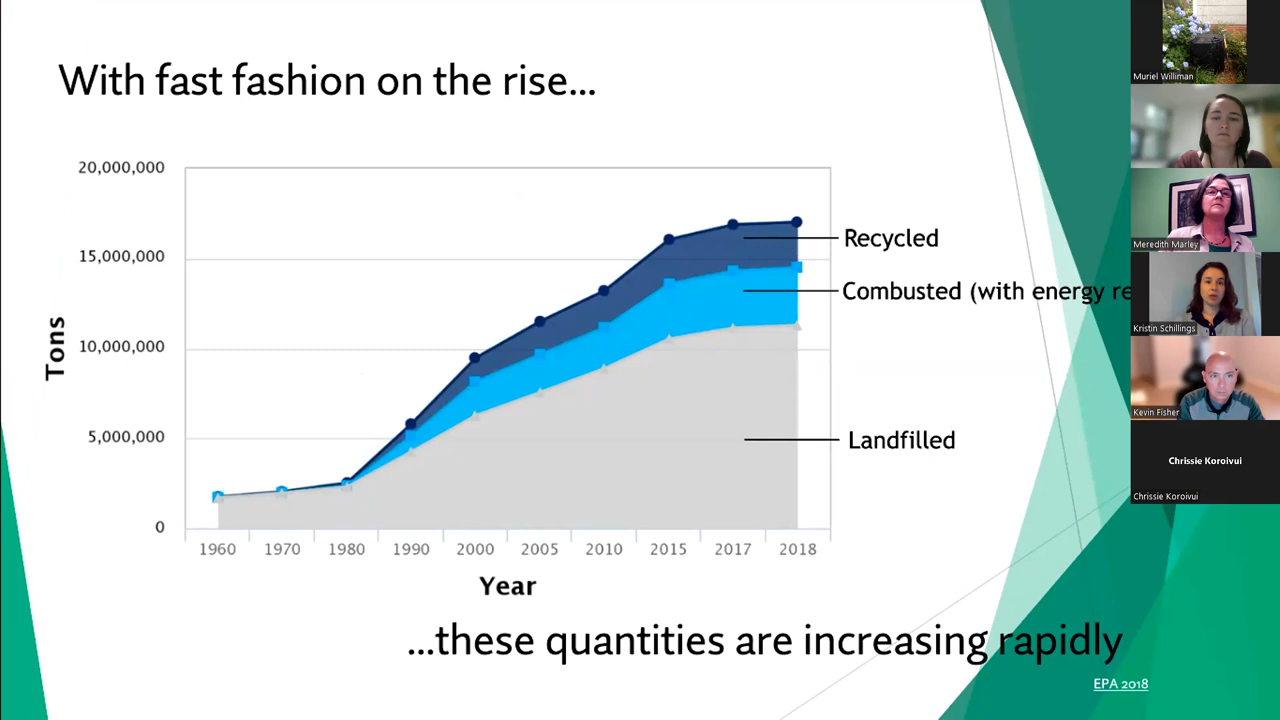 With fast fashion on the rise...
20,000,000
15,000,000
10,000,000
5,000,000
0
Tons
1960 1970 1980 1990 2000 2005 2010 2015 2017 2018
Year
Recycled
Combusted (with energy re
Landfilled
...these quantities are increasing rapidly
EPA 2018
Muriel Williman
Meredith Marley
Kristin Schillings
Kevin Fisher
Chrissie Koroivui
Chrissie Koroivui